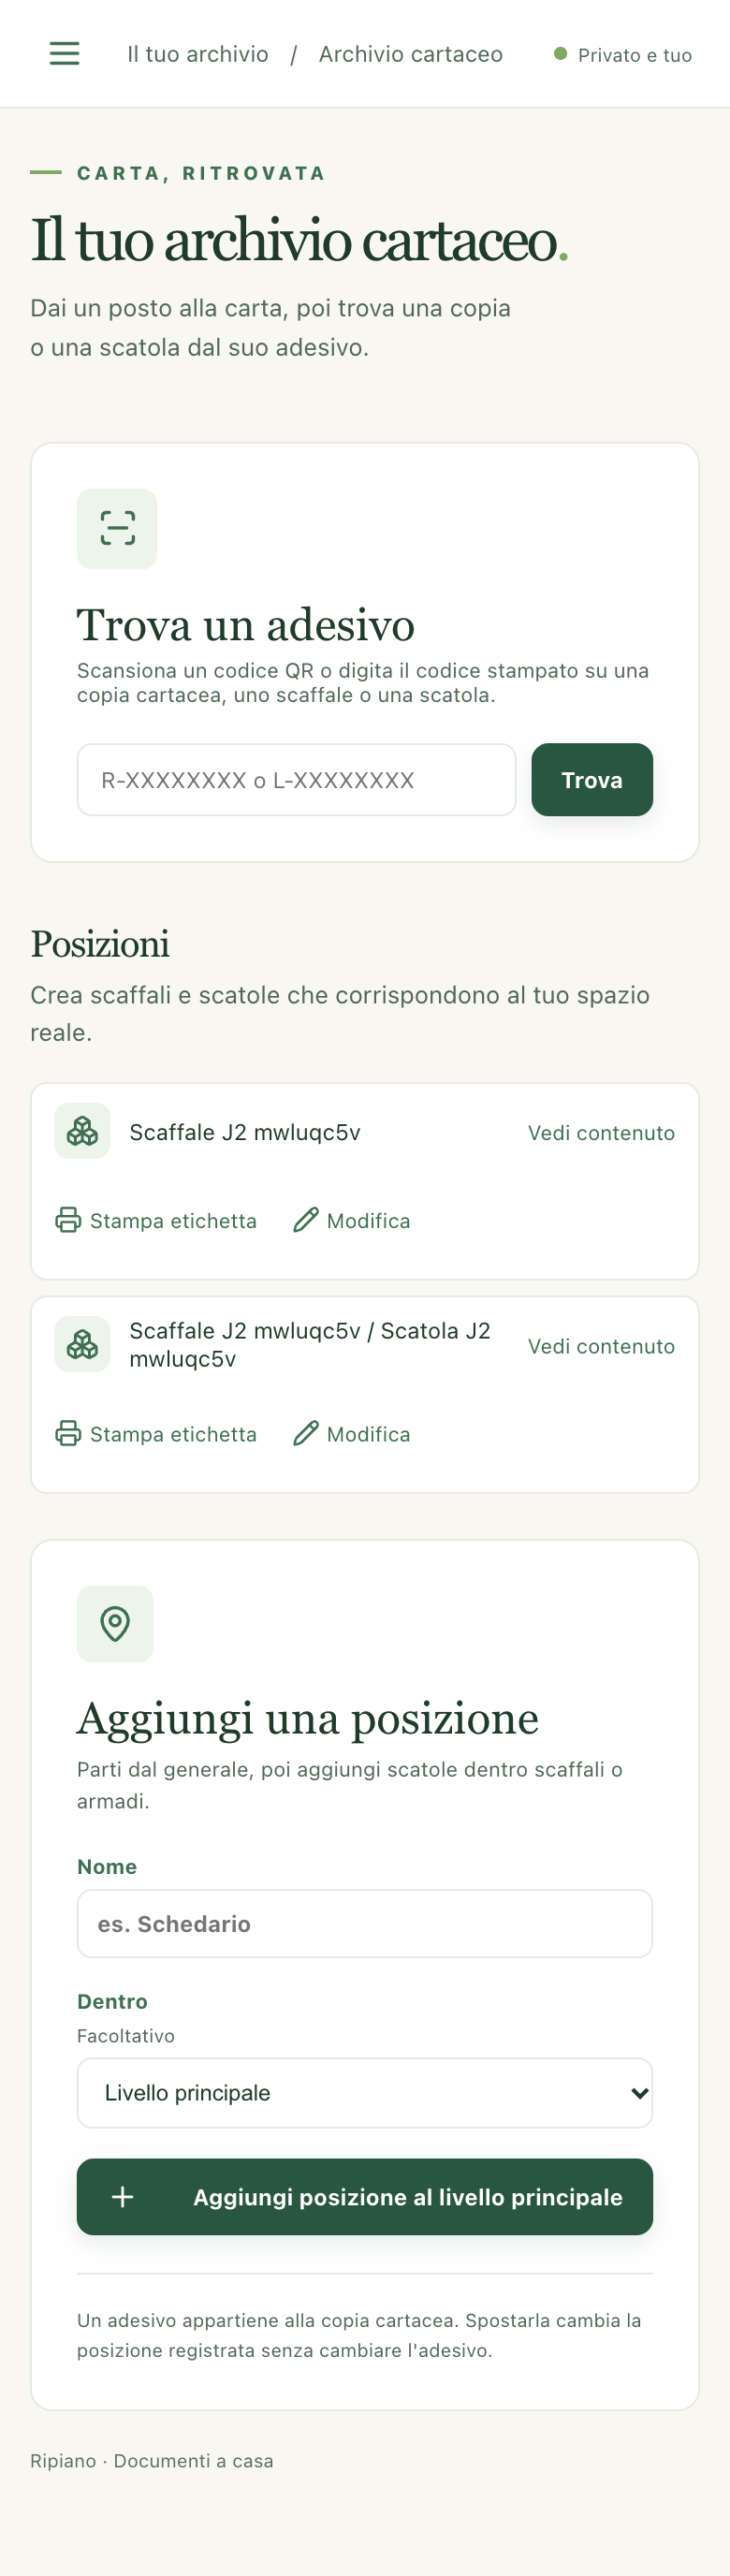 Il tuo archivio / Archivio cartaceo
Privato e tuo
CARTA, RITROVATA
Il tuo archivio cartaceo.
Dai un posto alla carta, poi trova una copia
o una scatola dal suo adesivo.
Trova un adesivo
Scansiona un codice QR o digita il codice stampato su una
copia cartacea, uno scaffale o una scatola.
R-XXXXXXXX o L-XXXXXXXX
Trova
Posizioni
Crea scaffali e scatole che corrispondono al tuo spazio
reale.
Scaffale J2 mwluqc5v
Vedi contenuto
Stampa etichetta
Modifica
Scaffale J2 mwluqc5v / Scatola J2
mwluqc5v
Vedi contenuto
Stampa etichetta
Modifica
Aggiungi una posizione
Parti dal generale, poi aggiungi scatole dentro scaffali o
armadi.
Nome
es. Schedario
Dentro
Facoltativo
Livello principale
Aggiungi posizione al livello principale
Un adesivo appartiene alla copia cartacea. Spostarla cambia la
posizione registrata senza cambiare l'adesivo.
Ripiano · Documenti a casa